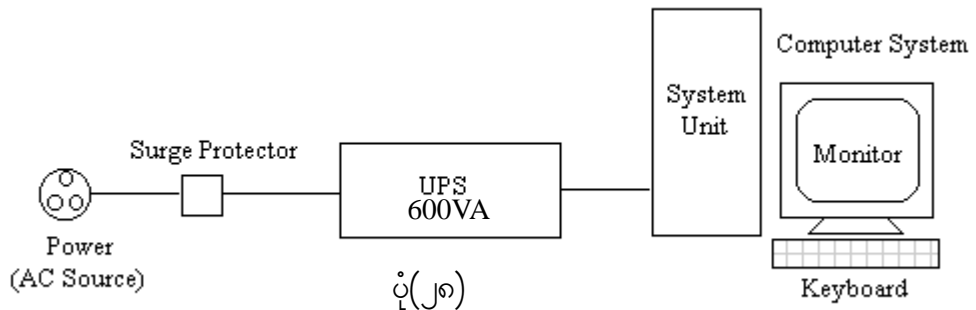 Computer System
System
Unit
Monitor
Surge Protector
UPS
600VA
Power
(AC Source)
Keyboard
ပုံ(၂၈)